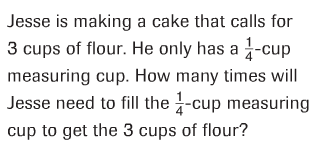 Jesse is making a cake that calls for
3 cups of flour. He only has a 1/4-cup
measuring cup. How many times will
Jesse need to fill the 1/4-cup measuring
cup to get the 3 cups of flour?